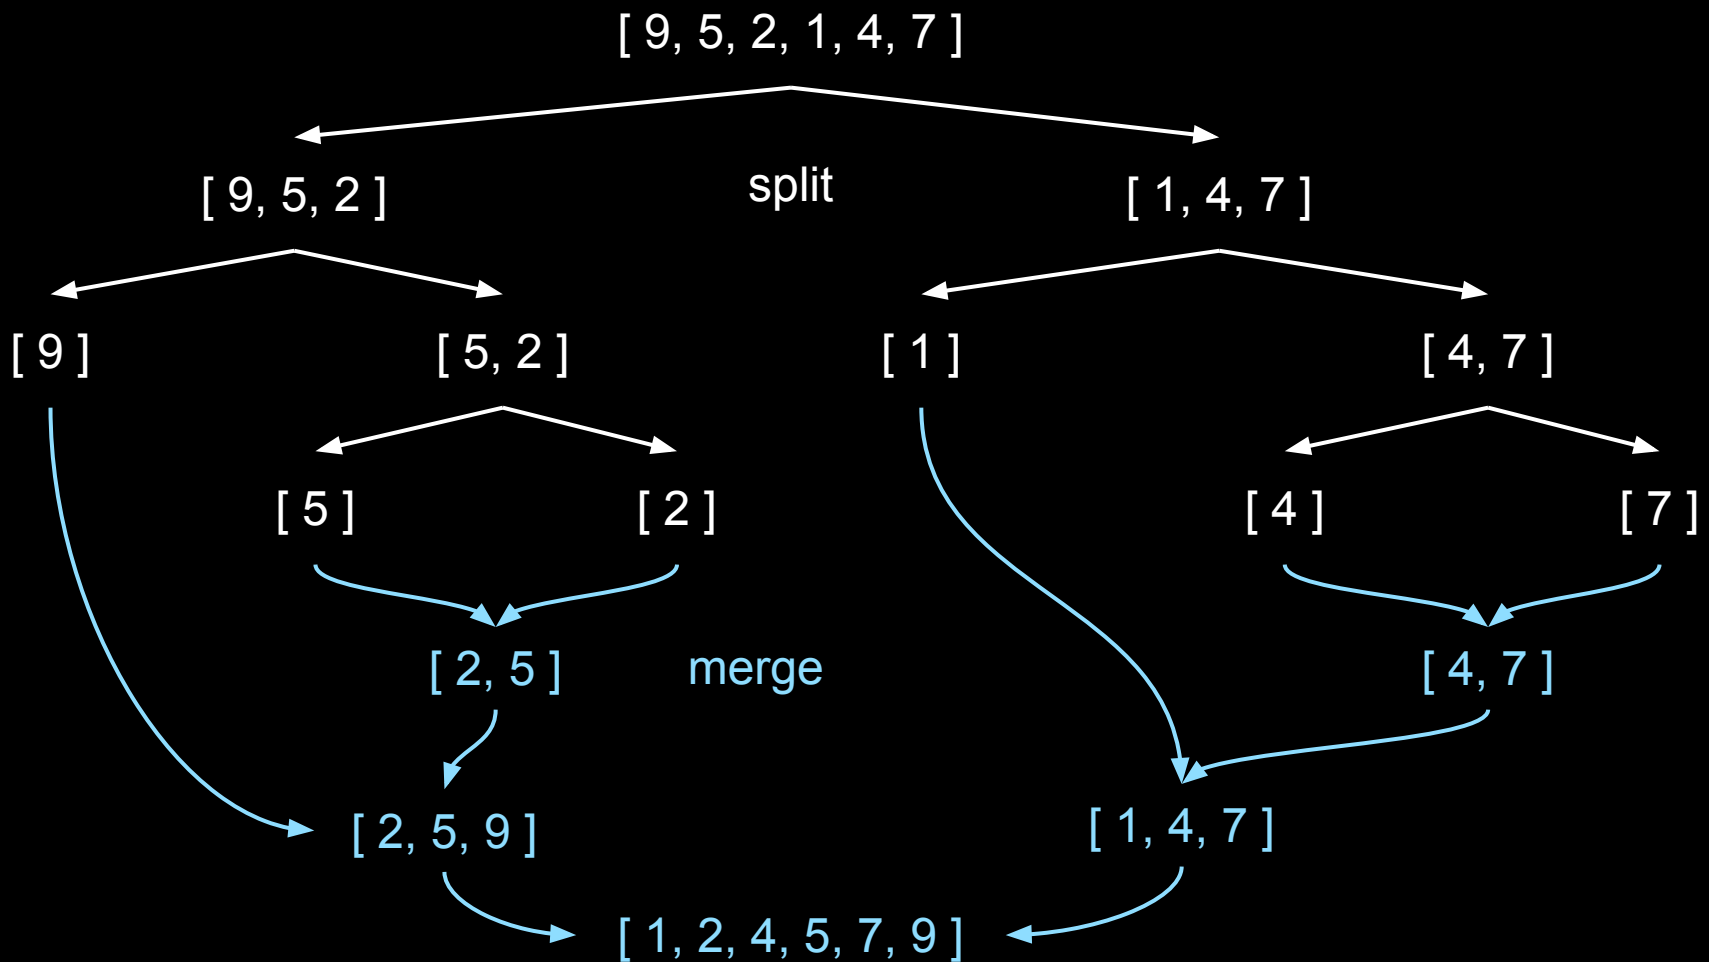 [ 9, 5, 2, 1, 4, 7 ]
[ 9, 5, 2 ]
split
[ 1, 4, 7 ]
[ 9 ]
[ 5, 2 ]
[ 1 ]
[ 4, 7 ]
[ 5 ]
[ 2 ]
[ 4 ]
[ 7 ]
[ 2, 5 ]
merge
[ 4, 7 ]
[ 2, 5, 9 ]
[ 1, 4, 7 ]
[ 1, 2, 4, 5, 7, 9 ]